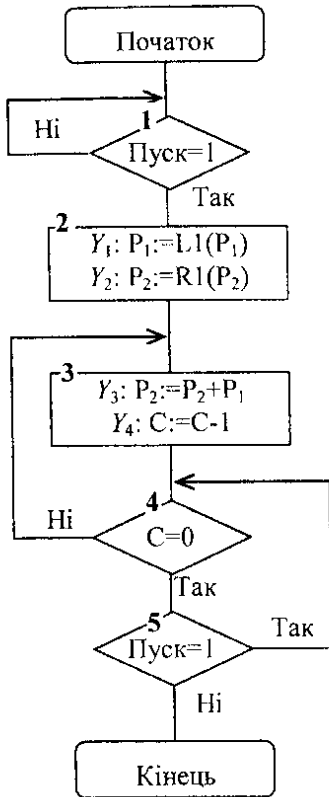 Початок
1
Ні
Пуск=1
Так
2
Y₁: P₁:=L1(P₁)
Y₂: P₂:=R1(P₂)
3
Y₃: P₂:=P₂+P₁
Y₄: C:=C-1
4
Ні
C=0
Так
5
Так
Пуск=1
Ні
Кінець